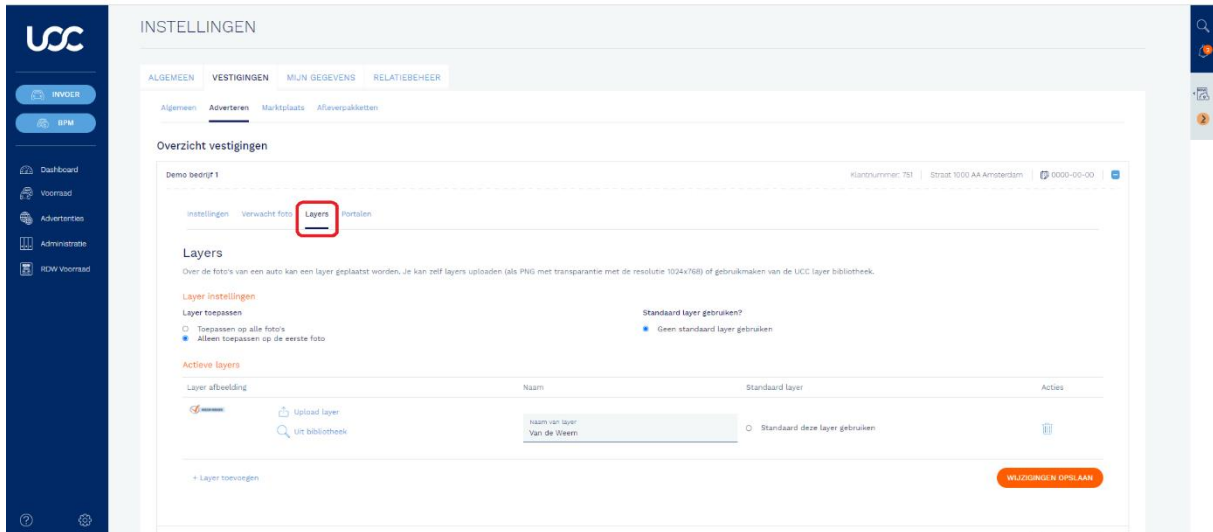 UCC
INSTELLINGEN
INVOER
BPM
Dashboard
Voorraad
Advertenties
Administratie
RDW Voorraad
ALGEMEEN VESTIGINGEN MIJN GEGEVENS RELATIEBEHEER
Algemeen Adverteren Marktplaats Afleverpakketten
Overzicht vestigingen
Demo bedrijf 1 Klantnummer: 751 Straat 1000 AA Amsterdam 0000-00-00
Instellingen Verwacht foto Layers Portalen
Layers
Over de foto's van een auto kan een layer geplaatst worden. Je kan zelf layers uploaden (als PNG met transparantie met de resolutie 1024x768) of gebruikmaken van de UCC layer bibliotheek.
Layer instellingen
Layer toepassen Standaard layer gebruiken?
Toepassen op alle foto's Geen standaard layer gebruiken
Alleen toepassen op de eerste foto
Actieve layers
Layer afbeelding Naam Standaard layer Acties
Upload layer
Uit bibliotheek
Naam van layer
Van de Weem Standaard deze layer gebruiken
+ Layer toevoegen WIJZIGINGEN OPSLAAN
2